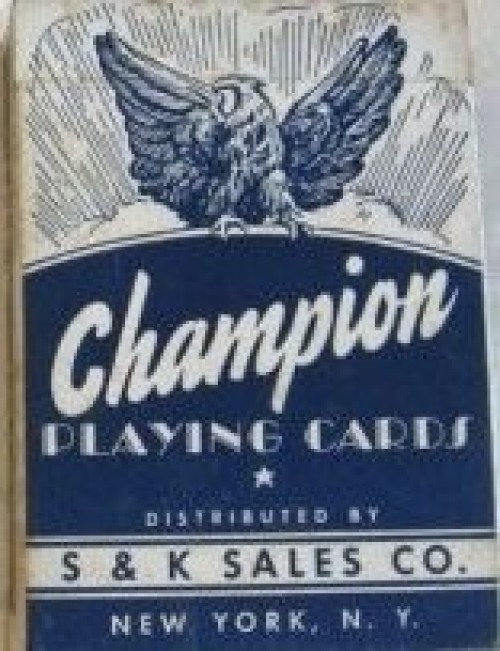 Champion
PLAYING CARDS
DISTRIBUTED BY
S & K SALES CO.
NEW YORK, N. Y.